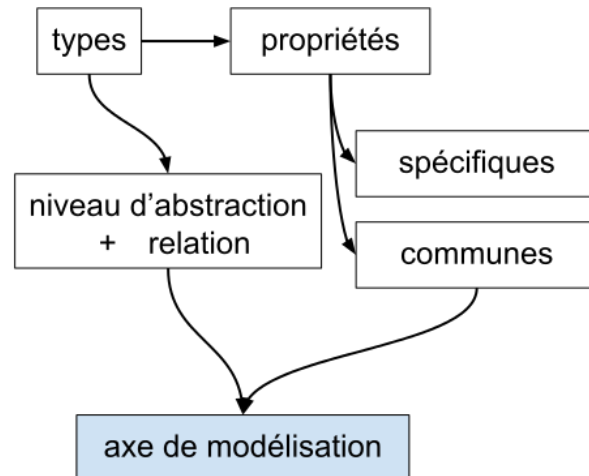 types
propriétés
spécifiques
niveau d’abstraction
+ relation
communes
axe de modélisation